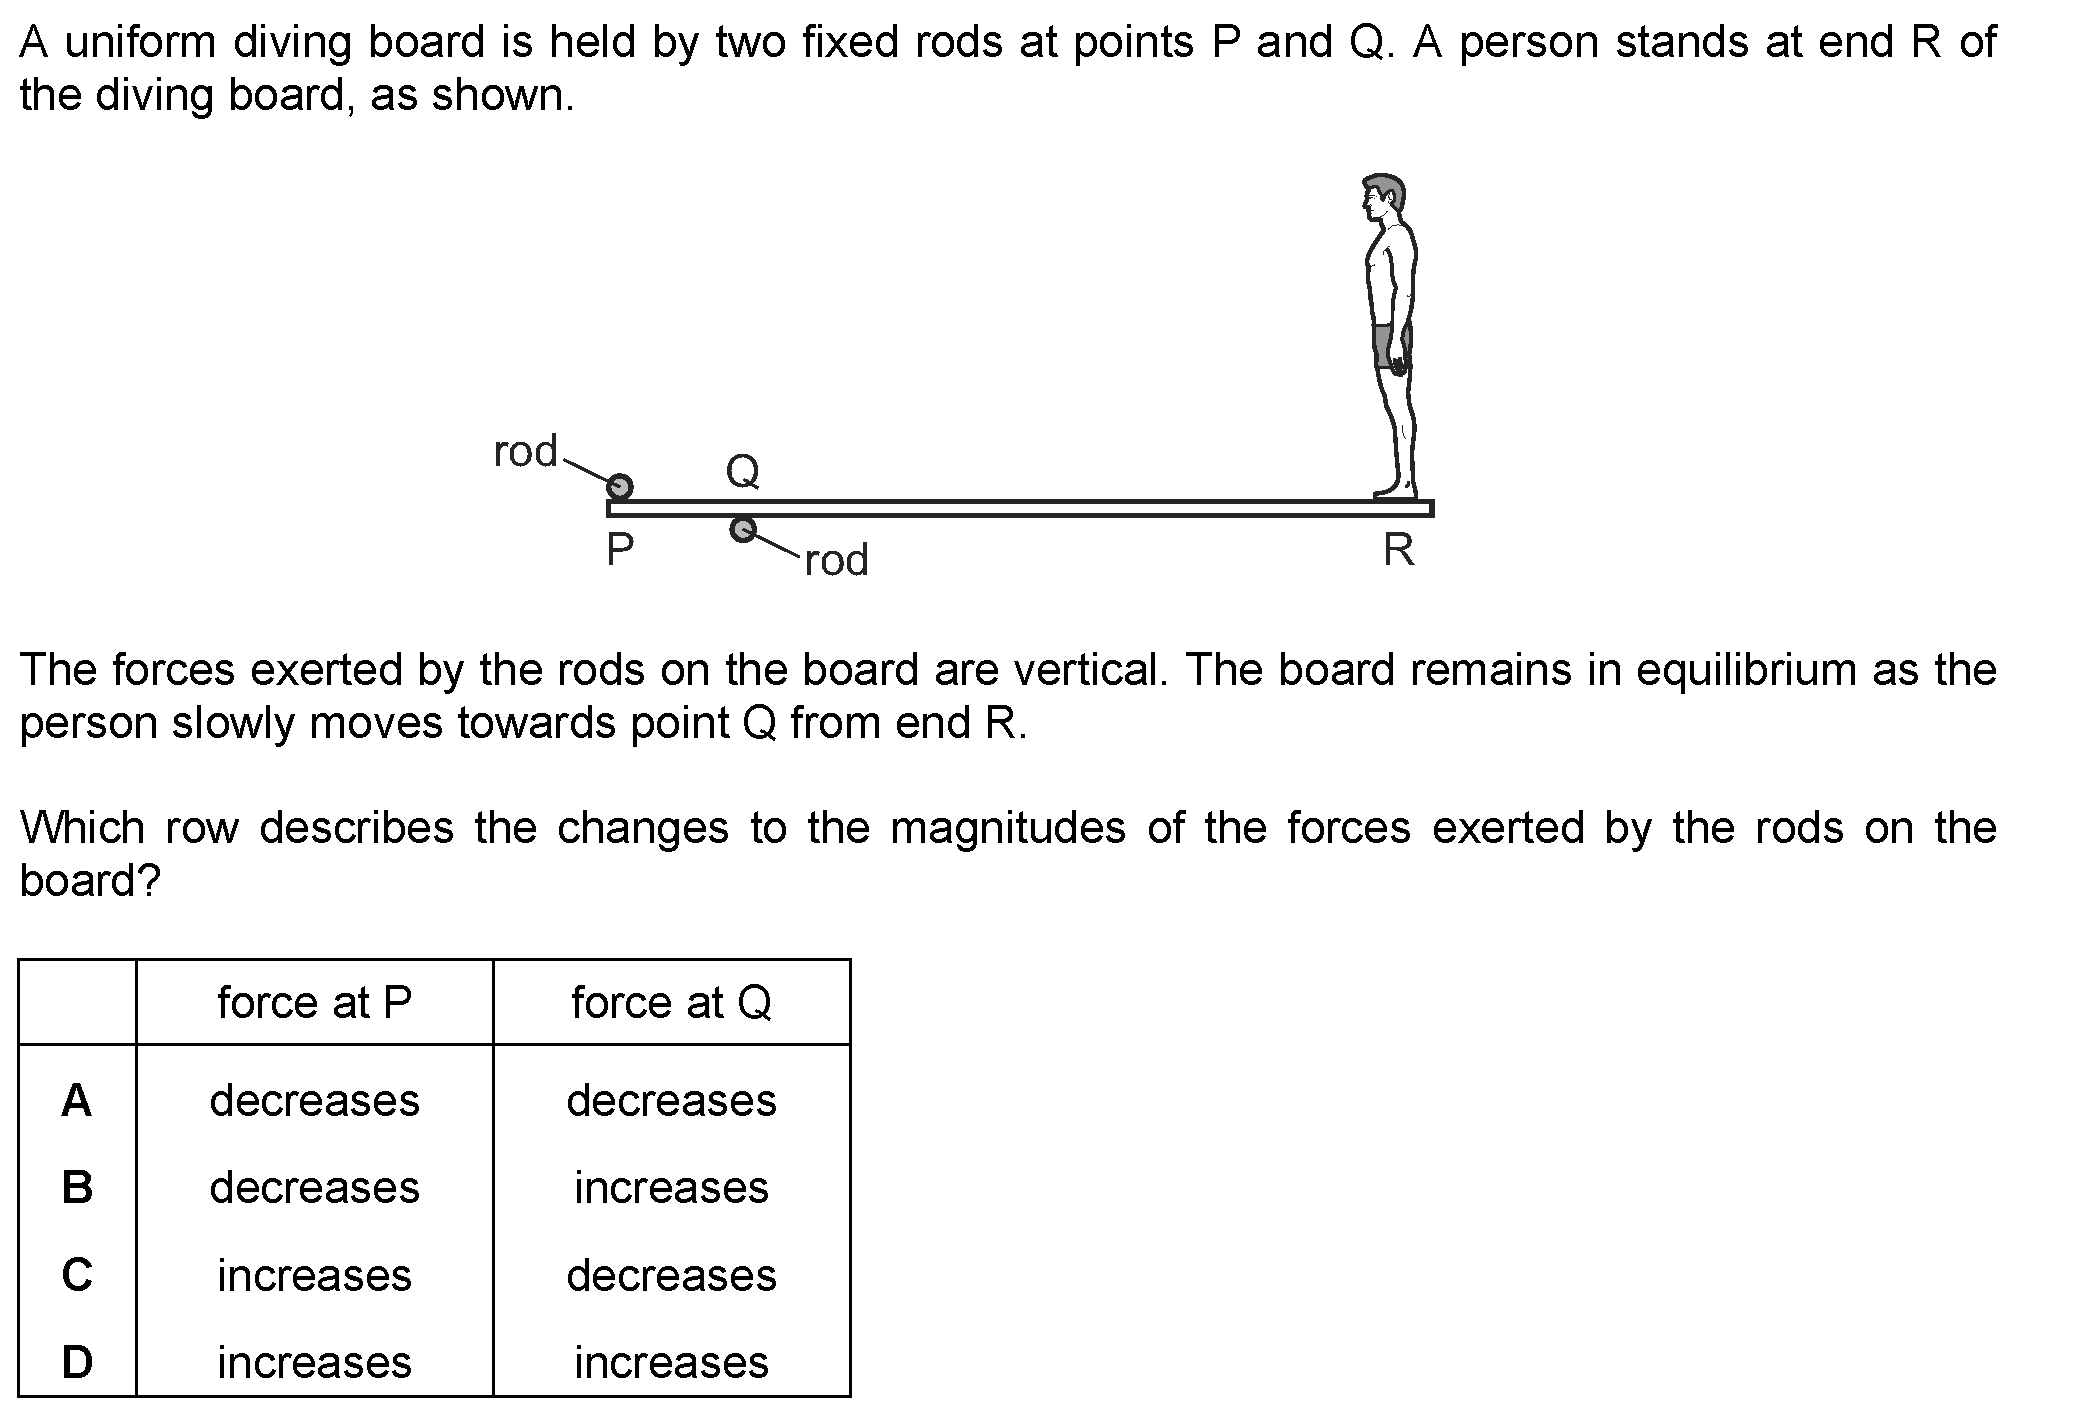 A uniform diving board is held by two fixed rods at points P and Q. A person stands at end R of
the diving board, as shown.
rod
Q
P
rod
R
The forces exerted by the rods on the board are vertical. The board remains in equilibrium as the
person slowly moves towards point Q from end R.
Which row describes the changes to the magnitudes of the forces exerted by the rods on the
board?
force at P force at Q
A decreases decreases
B decreases increases
C increases decreases
D increases increases